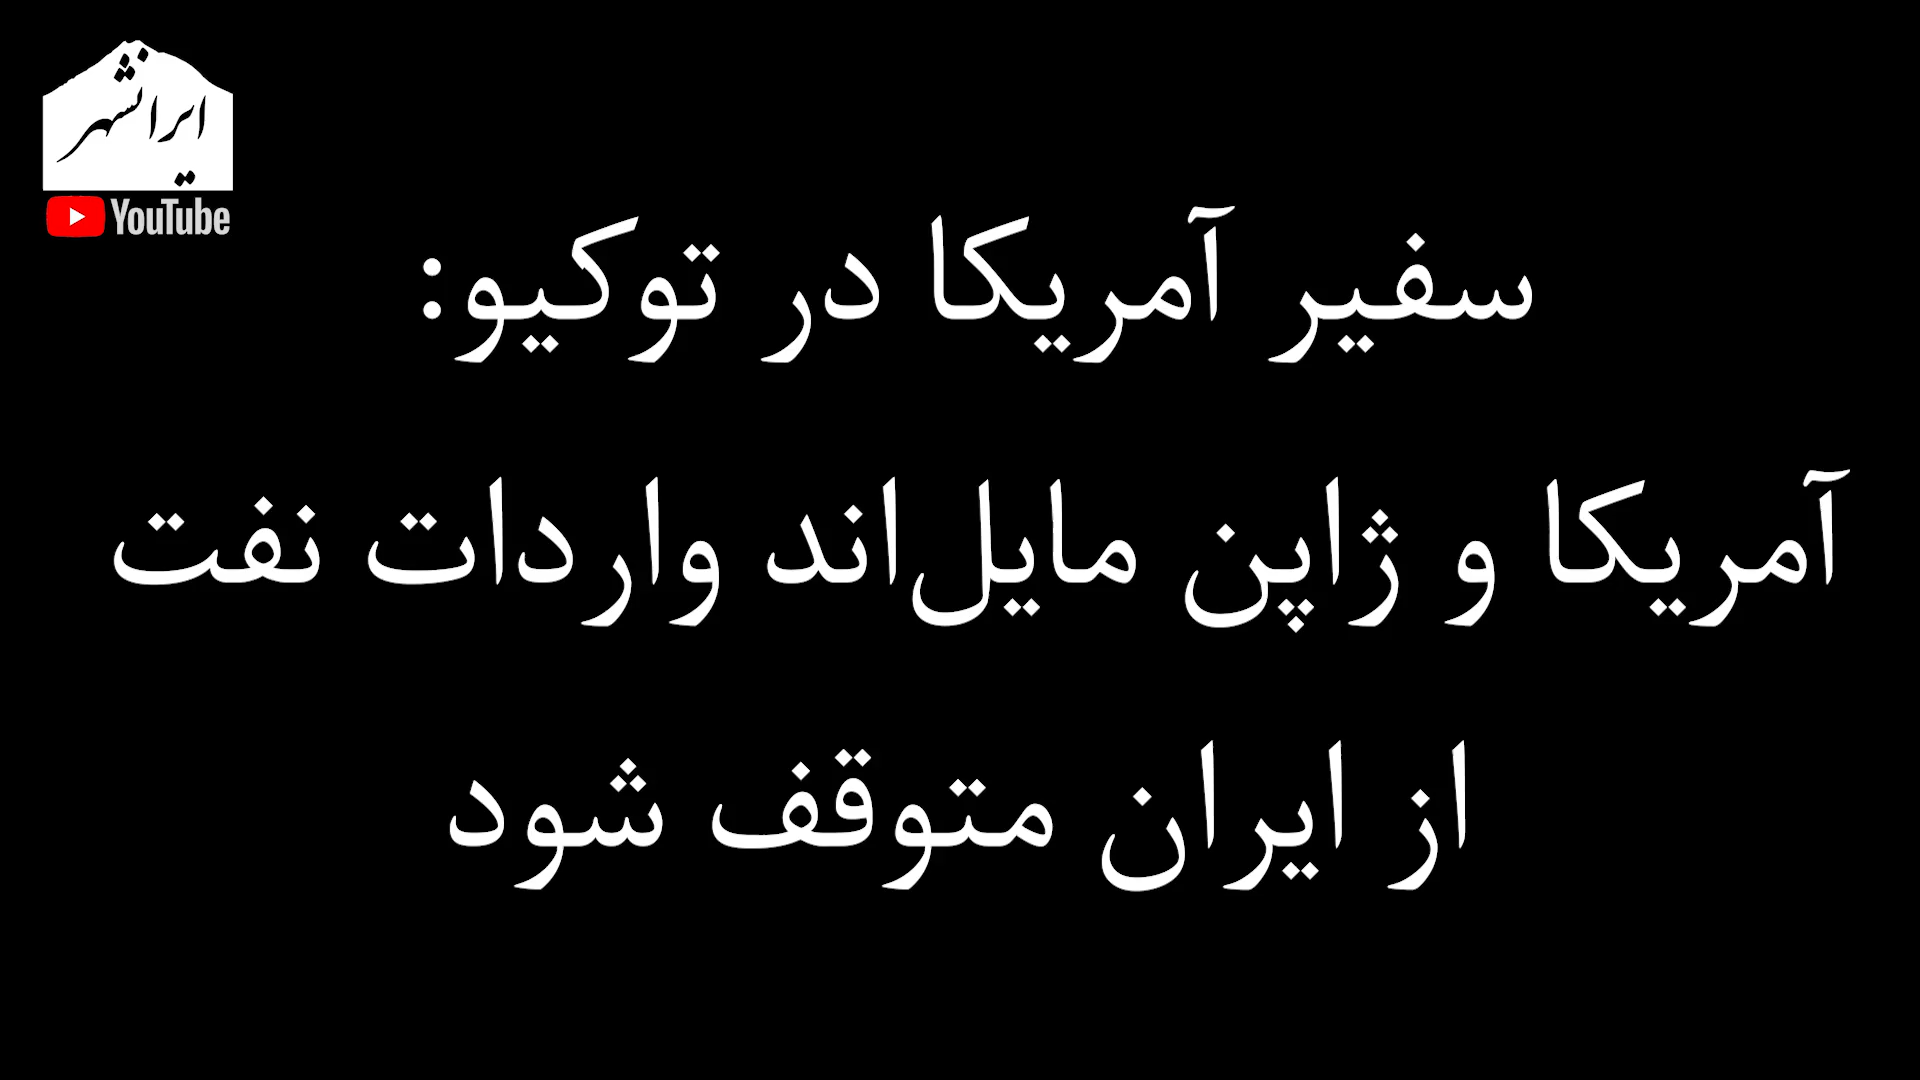 ایرانشهر
YouTube
سفیر آمریکا در توکیو:
آمریکا و ژاپن مایل‌اند واردات نفت
از ایران متوقف شود